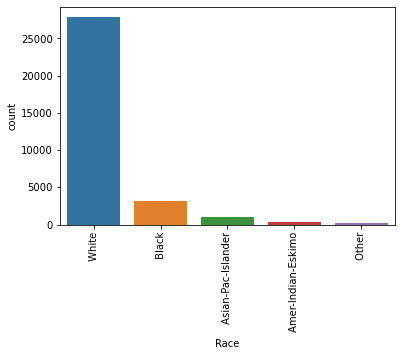 25000
20000
15000
10000
5000
0
count
White
Black
Asian-Pac-Islander
Amer-Indian-Eskimo
Other
Race